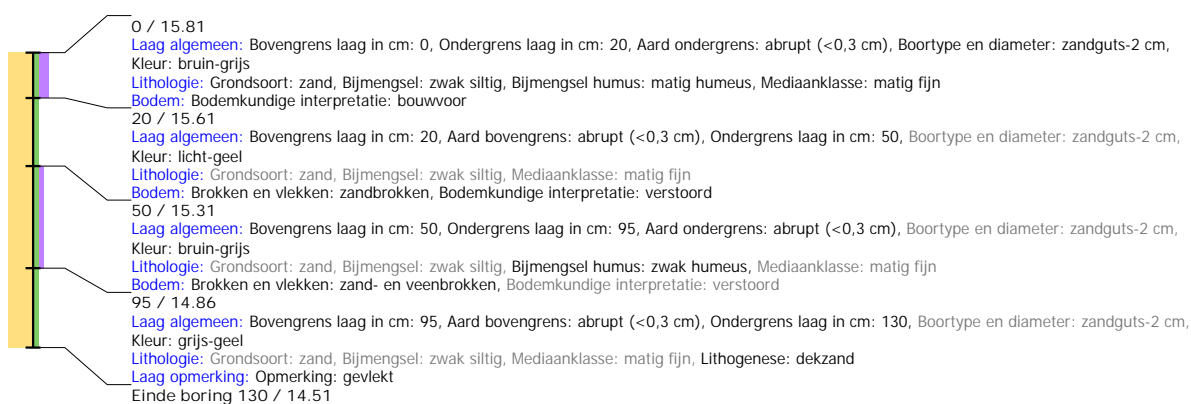 0 / 15.81
Laag algemeen: Bovengrens laag in cm: 0, Ondergrens laag in cm: 20, Aard ondergrens: abrupt (<0,3 cm), Boortype en diameter: zandguts-2 cm,
Kleur: bruin-grijs
Lithologie: Grondsoort: zand, Bijmengsel: zwak siltig, Bijmengsel humus: matig humeus, Mediaanklasse: matig fijn
Bodem: Bodemkundige interpretatie: bouwvoor
20 / 15.61
Laag algemeen: Bovengrens laag in cm: 20, Aard bovengrens: abrupt (<0,3 cm), Ondergrens laag in cm: 50, Boortype en diameter: zandguts-2 cm,
Kleur: licht-geel
Lithologie: Grondsoort: zand, Bijmengsel: zwak siltig, Mediaanklasse: matig fijn
Bodem: Brokken en vlekken: zandbrokken, Bodemkundige interpretatie: verstoord
50 / 15.31
Laag algemeen: Bovengrens laag in cm: 50, Ondergrens laag in cm: 95, Aard ondergrens: abrupt (<0,3 cm), Boortype en diameter: zandguts-2 cm,
Kleur: bruin-grijs
Lithologie: Grondsoort: zand, Bijmengsel: zwak siltig, Bijmengsel humus: zwak humeus, Mediaanklasse: matig fijn
Bodem: Brokken en vlekken: zand- en veenbrokken, Bodemkundige interpretatie: verstoord
95 / 14.86
Laag algemeen: Bovengrens laag in cm: 95, Aard bovengrens: abrupt (<0,3 cm), Ondergrens laag in cm: 130, Boortype en diameter: zandguts-2 cm,
Kleur: grijs-geel
Lithologie: Grondsoort: zand, Bijmengsel: zwak siltig, Mediaanklasse: matig fijn, Lithogenese: dekzand
Laag opmerking: Opmerking: gevlekt
Einde boring 130 / 14.51